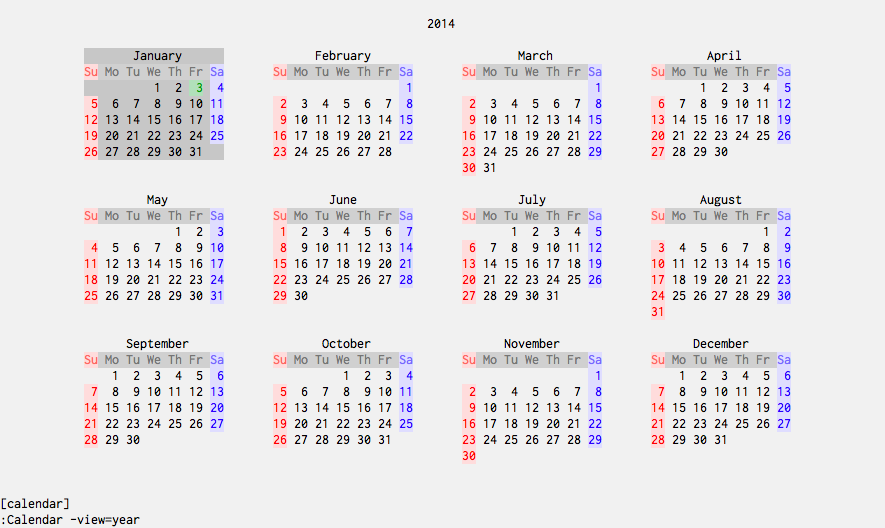 2014
January February March April
Su Mo Tu We Th Fr Sa Su Mo Tu We Th Fr Sa Su Mo Tu We Th Fr Sa Su Mo Tu We Th Fr Sa
1 2 3 4 1 1 1 2 3 4 5
5 6 7 8 9 10 11 2 3 4 5 6 7 8 2 3 4 5 6 7 8 6 7 8 9 10 11 12
12 13 14 15 16 17 18 9 10 11 12 13 14 15 9 10 11 12 13 14 15 13 14 15 16 17 18 19
19 20 21 22 23 24 25 16 17 18 19 20 21 22 16 17 18 19 20 21 22 20 21 22 23 24 25 26
26 27 28 29 30 31 23 24 25 26 27 28 23 24 25 26 27 28 29 27 28 29 30
30 31
May June July August
Su Mo Tu We Th Fr Sa Su Mo Tu We Th Fr Sa Su Mo Tu We Th Fr Sa Su Mo Tu We Th Fr Sa
1 2 3 1 2 3 4 5 6 7 1 2 3 4 5 1 2
4 5 6 7 8 9 10 8 9 10 11 12 13 14 6 7 8 9 10 11 12 3 4 5 6 7 8 9
11 12 13 14 15 16 17 15 16 17 18 19 20 21 13 14 15 16 17 18 19 10 11 12 13 14 15 16
18 19 20 21 22 23 24 22 23 24 25 26 27 28 20 21 22 23 24 25 26 17 18 19 20 21 22 23
25 26 27 28 29 30 31 29 30 27 28 29 30 31 24 25 26 27 28 29 30
31
September October November December
Su Mo Tu We Th Fr Sa Su Mo Tu We Th Fr Sa Su Mo Tu We Th Fr Sa Su Mo Tu We Th Fr Sa
1 2 3 4 5 6 1 2 3 4 1 1 2 3 4 5 6
7 8 9 10 11 12 13 5 6 7 8 9 10 11 2 3 4 5 6 7 8 7 8 9 10 11 12 13
14 15 16 17 18 19 20 12 13 14 15 16 17 18 9 10 11 12 13 14 15 14 15 16 17 18 19 20
21 22 23 24 25 26 27 19 20 21 22 23 24 25 16 17 18 19 20 21 22 21 22 23 24 25 26 27
28 29 30 26 27 28 29 30 31 23 24 25 26 27 28 29 28 29 30 31
30
[calendar]
:Calendar -view=year